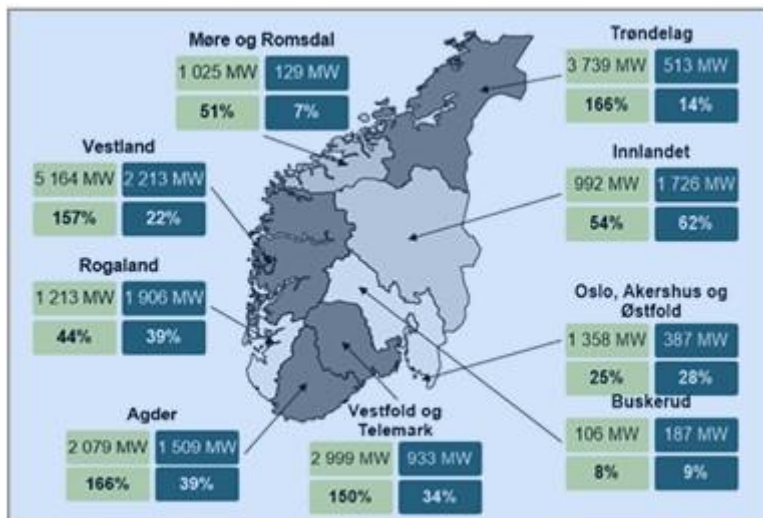 Møre og Romsdal
1 025 MW 129 MW
51% 7%
Trøndelag
3 739 MW 513 MW
166% 14%
Vestland
5 164 MW 2 213 MW
157% 22%
Innlandet
992 MW 1 726 MW
54% 62%
Rogaland
1 213 MW 1 906 MW
44% 39%
Oslo, Akershus og
Østfold
1 358 MW 387 MW
25% 28%
Agder
2 079 MW 1 509 MW
166% 39%
Vestfold og
Telemark
2 999 MW 933 MW
150% 34%
Buskerud
106 MW 187 MW
8% 9%